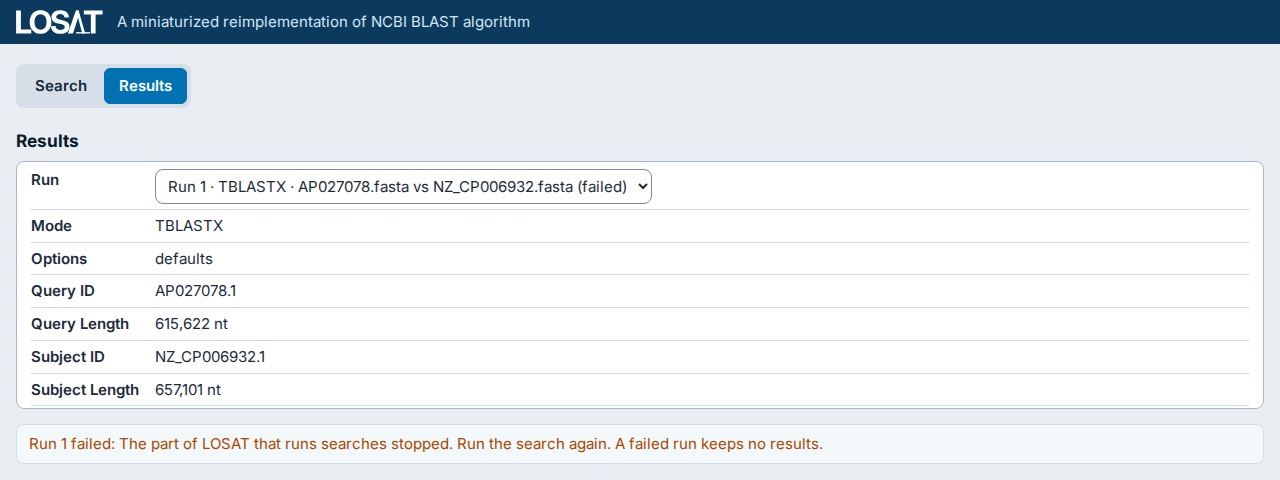 LOSAT A miniaturized reimplementation of NCBI BLAST algorithm
Search Results
Results
Run Run 1 · TBLASTX · AP027078.fasta vs NZ_CP006932.fasta (failed)
Mode TBLASTX
Options defaults
Query ID AP027078.1
Query Length 615,622 nt
Subject ID NZ_CP006932.1
Subject Length 657,101 nt
Run 1 failed: The part of LOSAT that runs searches stopped. Run the search again. A failed run keeps no results.